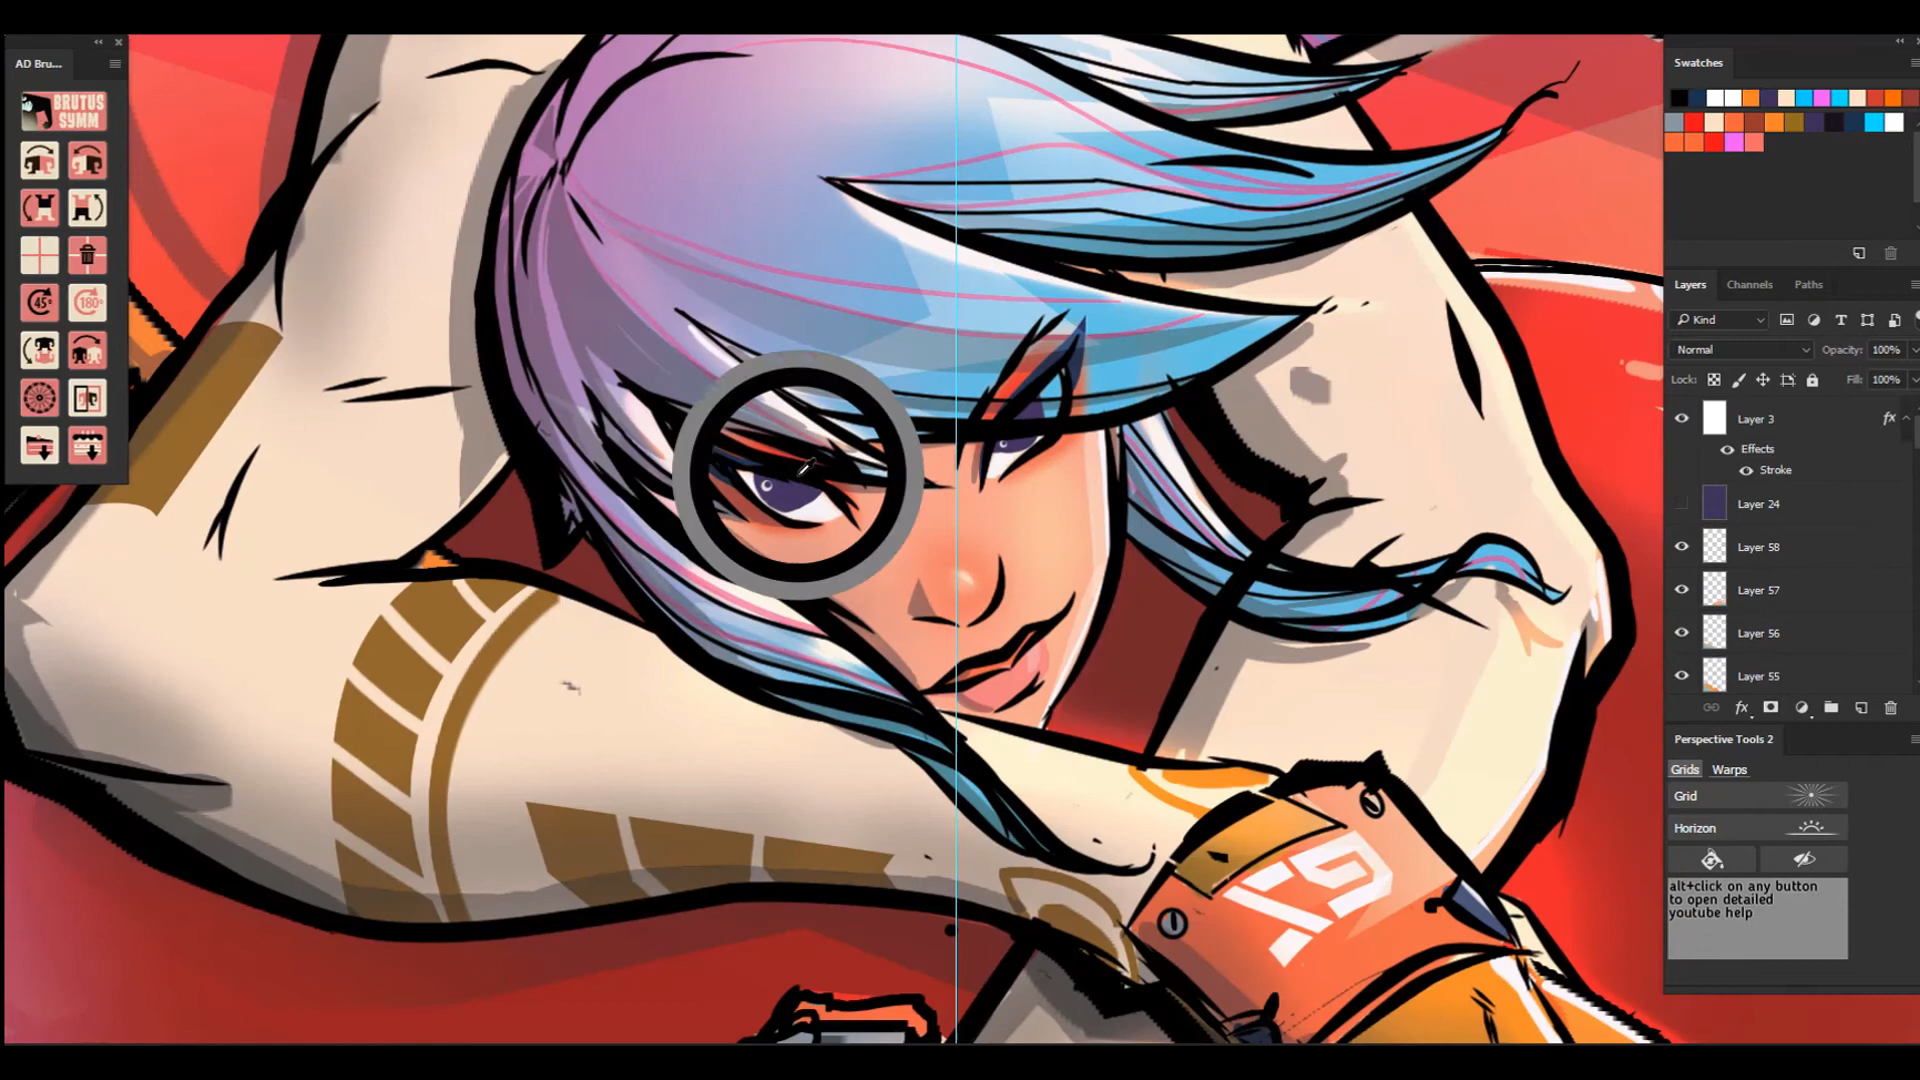 AD Bru...
BRUTUS
SYMM
45°
180°
Swatches
Layers
Channels
Paths
Kind
Normal
Opacity: 100%
Lock:
Fill: 100%
Layer 3
fx
Effects
Stroke
Layer 24
Layer 58
Layer 57
Layer 56
Layer 55
fx
Perspective Tools 2
Grids
Warps
Grid
Horizon
alt+click on any button
to open detailed
youtube help